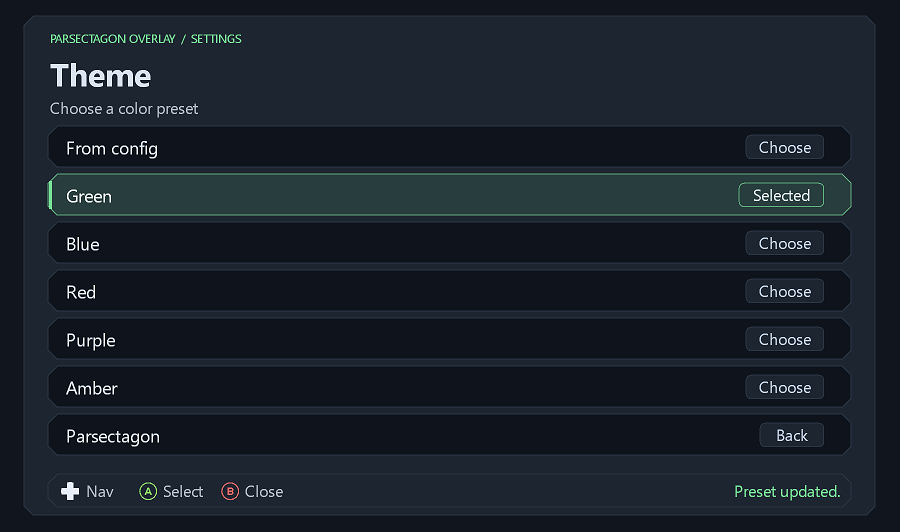 PARSECTAGON OVERLAY / SETTINGS
Theme
Choose a color preset
From config Choose
Green Selected
Blue Choose
Red Choose
Purple Choose
Amber Choose
Parsectagon Back
Nav A Select B Close Preset updated.